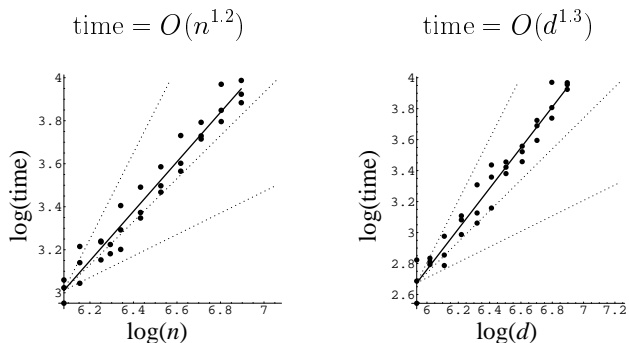 time = O(n^1.2)
time = O(d^1.3)
4
3.8
3.6
3.4
3.2
3
log(time)
6.2 6.4 6.6 6.8 7
log(n)
4
3.8
3.6
3.4
3.2
3
2.8
2.6
log(time)
6 6.2 6.4 6.6 6.8 7 7.2
log(d)